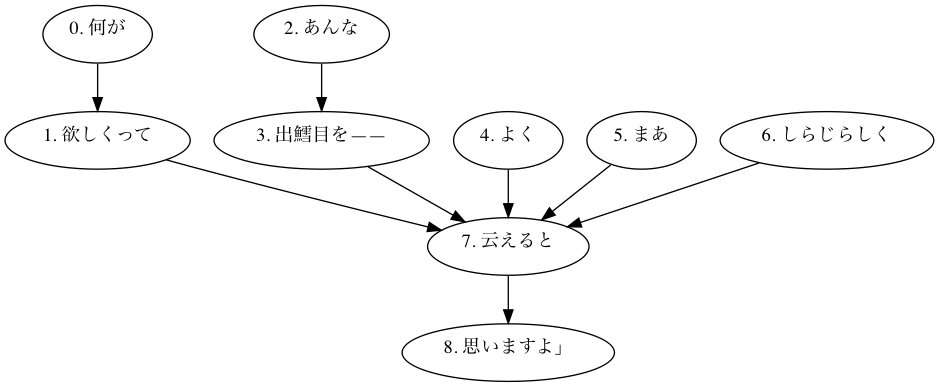 0. 何が
2. あんな
1. 欲しくって
3. 出鱈目を――
4. よく
5. まあ
6. しらじらしく
7. 云えると
8. 思いますよ」